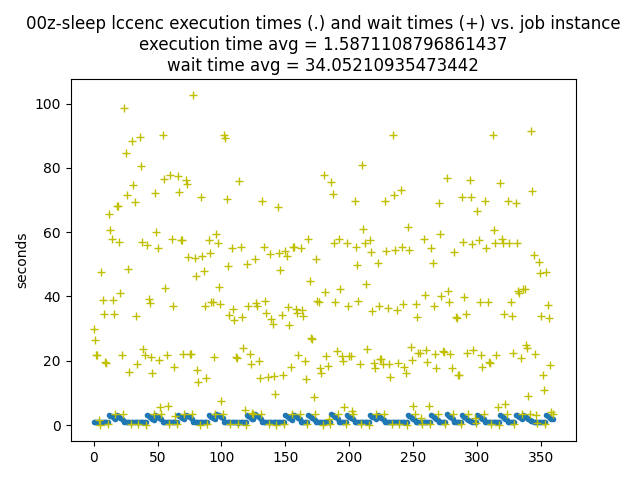 00z-sleep lccenc execution times (.) and wait times (+) vs. job instance
execution time avg = 1.5871108796861437
wait time avg = 34.05210935473442
100
80
60
40
20
0
seconds
0 50 100 150 200 250 300 350